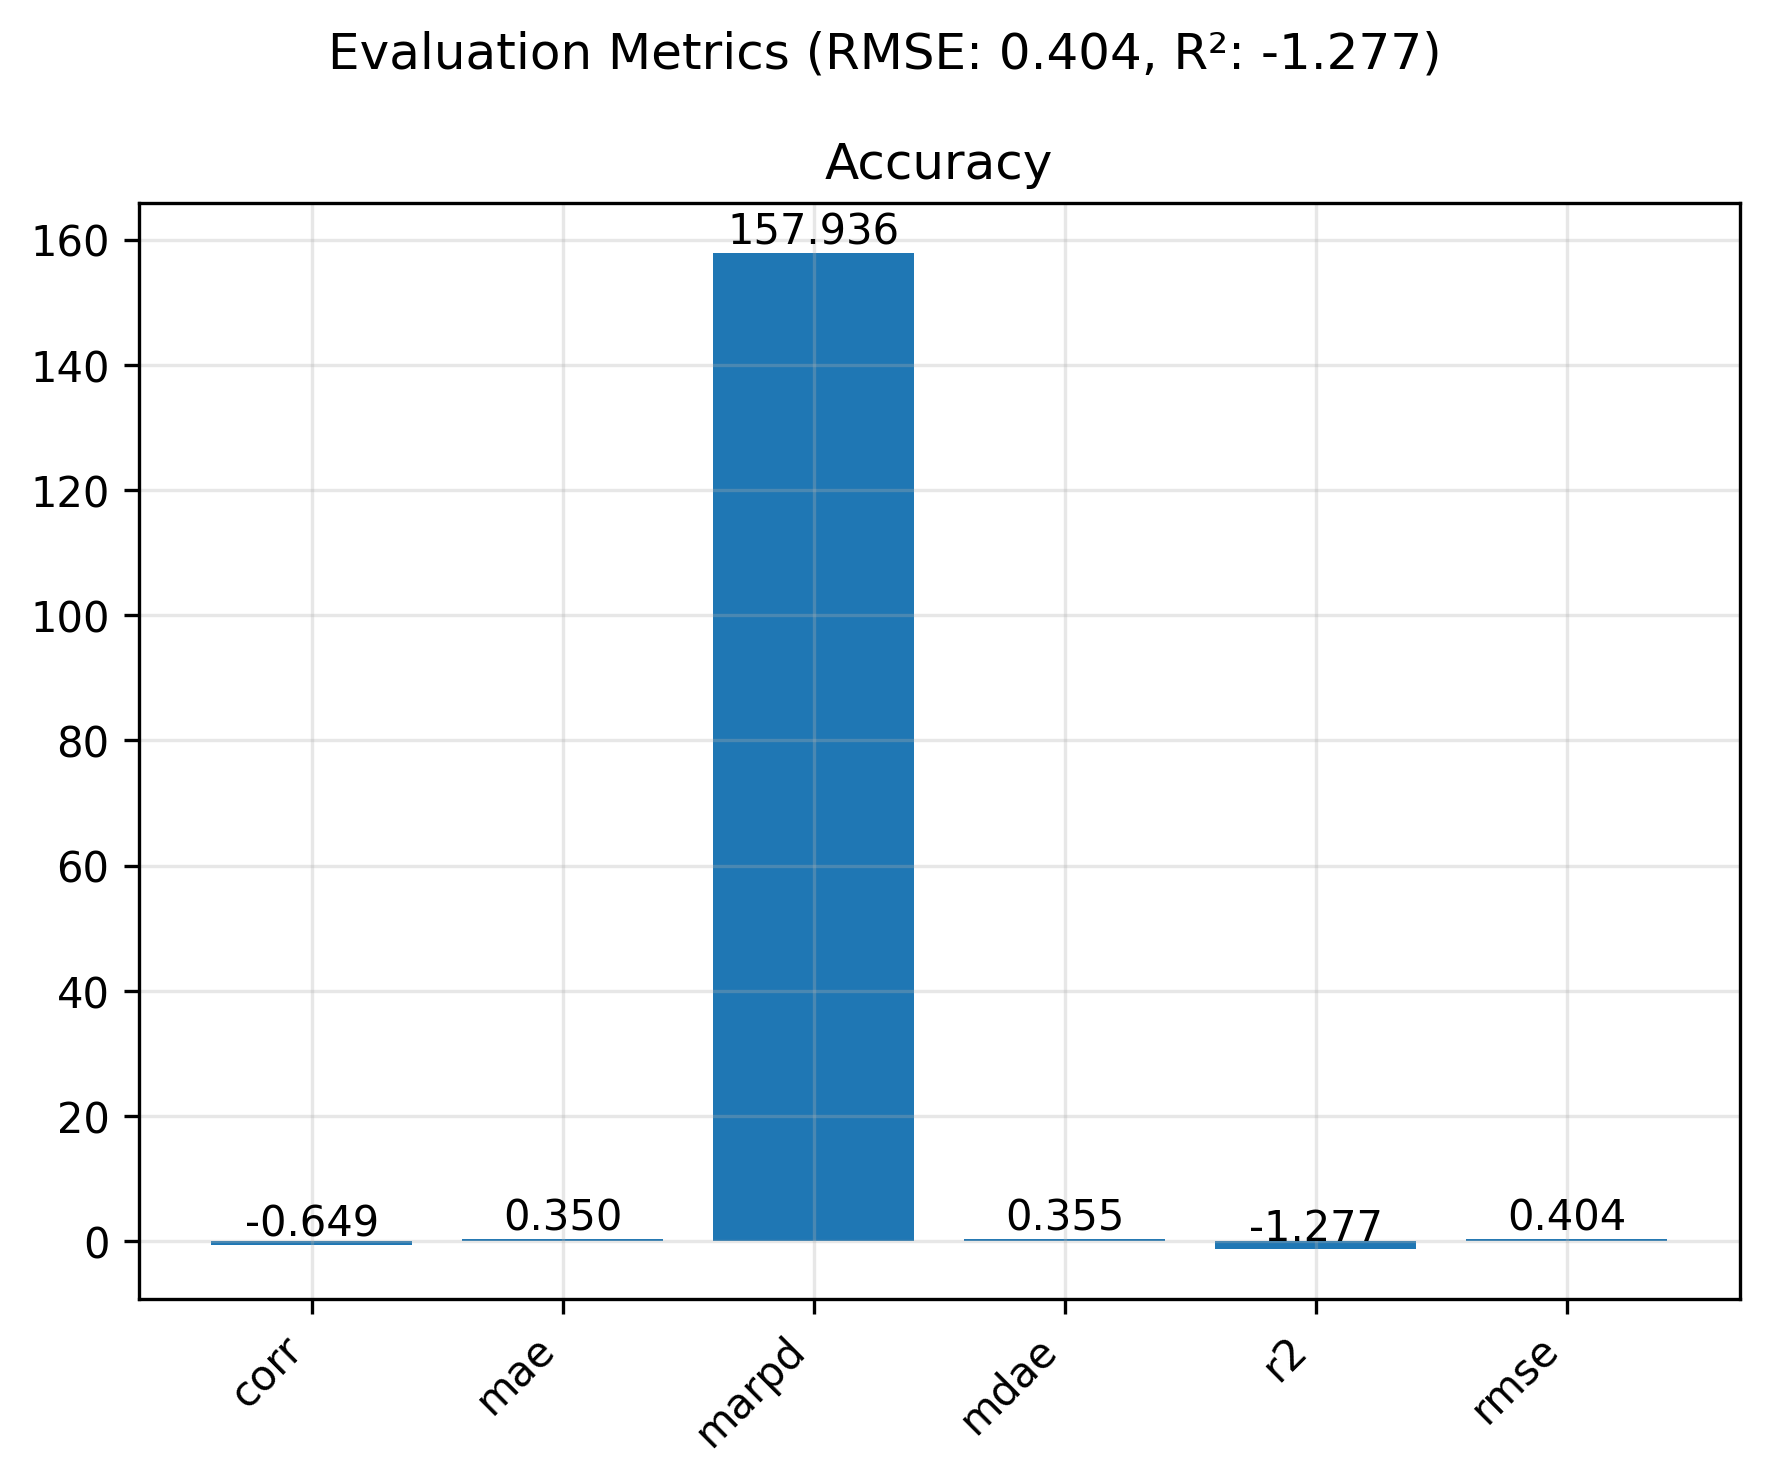 Evaluation Metrics (RMSE: 0.404, R²: -1.277)
Accuracy
160
140
120
100
80
60
40
20
0
-0.649
0.350
157.936
0.355
-1.277
0.404
corr
mae
marpd
mdae
r2
rmse